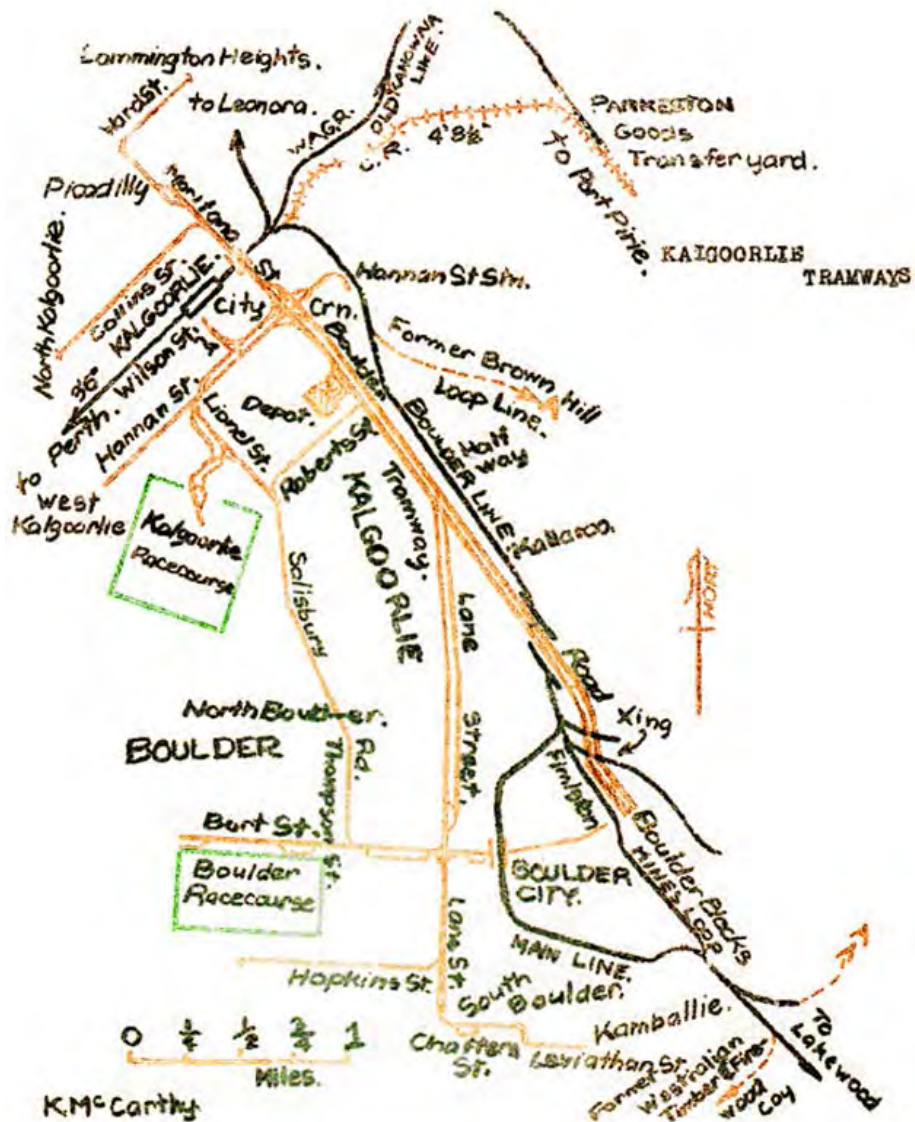 Lammington Heights.
Ward St.
to Leonora.
W.A.G.R.
OLD KANOWNA
LINE
C.R. 4'8½"
PARKESTON
Goods
Transfer yard.
to Port Pirie.
KALGOORLIE
TRAMWAYS
Piccadilly
Maritana
St.
North Kalgoorlie.
Collins St.
KALGOORLIE.
3'6"
Perth.
Wilson St.
City
Crn.
Hannan St Stn.
Former Brown Hill
Loop Line.
Hannan St.
Lionel St.
Depot.
Roberts St.
Boulder
BOULDER LINE.
Half
way
Tramway.
KALGOORLIE
Kallaroo.
to
West
Kalgoorlie
Kalgoorlie
Racecourse
Salisbury
Rd.
Lane
Street.
NORTH
Road
Xing
North Boulder.
BOULDER
Thompson St.
Fimiston
Burt St.
Boulder
Racecourse
BOULDER
CITY.
Boulder Blocks
MINES LOOP
MAIN LINE.
Lane St.
Hopkins St.
South
Boulder.
Kamballie.
To
Lakewood
Chaffers
St.
Leviathan St.
Former
Westralian
Timber & Fire-
wood
Coy
0 ¼ ½ ¾ 1
Miles.
K.McCarthy